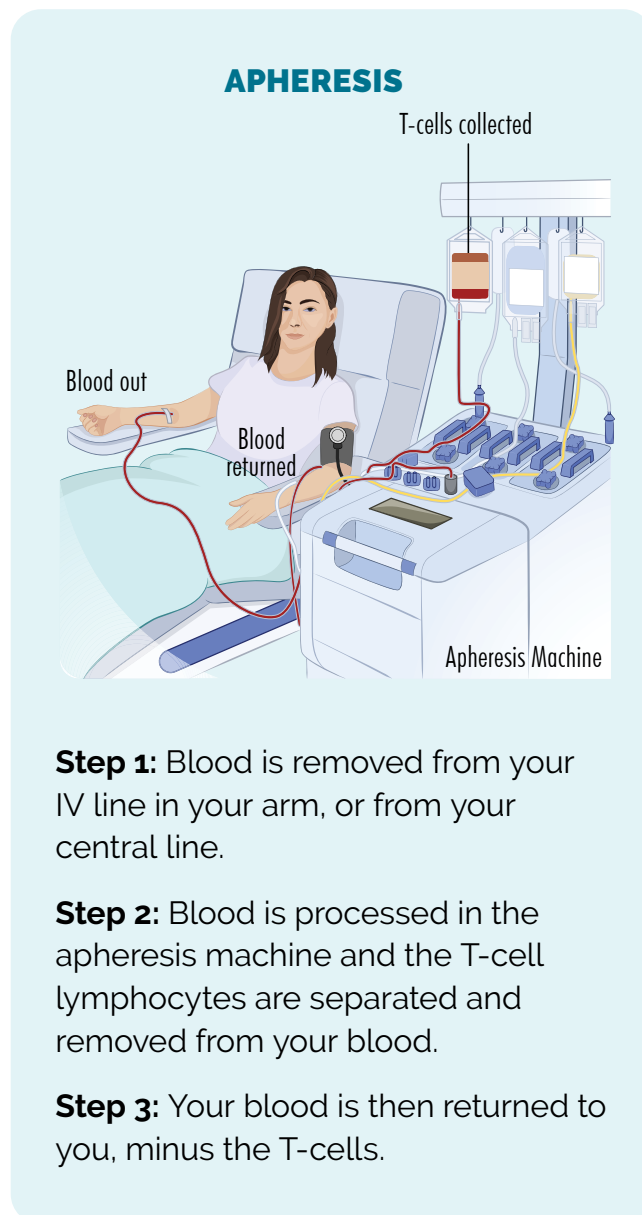 APHERESIS
T-cells collected
Blood out
Blood
returned
Apheresis Machine
Step 1: Blood is removed from your
IV line in your arm, or from your
central line.
Step 2: Blood is processed in the
apheresis machine and the T-cell
lymphocytes are separated and
removed from your blood.
Step 3: Your blood is then returned to
you, minus the T-cells.